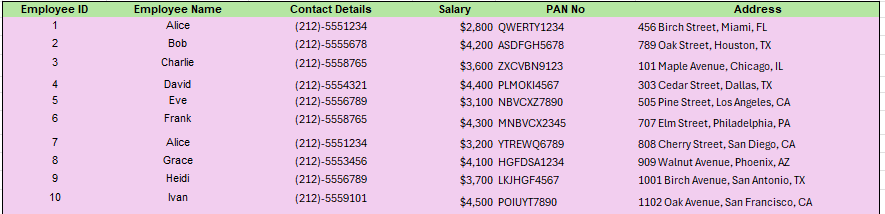 Employee ID Employee Name Contact Details Salary PAN No Address
1 Alice (212)-5551234 $2,800 QWERTY1234 456 Birch Street, Miami, FL
2 Bob (212)-5555678 $4,200 ASDFGH5678 789 Oak Street, Houston, TX
3 Charlie (212)-5558765 $3,600 ZXCVBN9123 101 Maple Avenue, Chicago, IL
4 David (212)-5554321 $4,400 PLMOKI4567 303 Cedar Street, Dallas, TX
5 Eve (212)-5556789 $3,100 NBVCXZ7890 505 Pine Street, Los Angeles, CA
6 Frank (212)-5558765 $4,300 MNBVCX2345 707 Elm Street, Philadelphia, PA
7 Alice (212)-5551234 $3,200 YTREWQ6789 808 Cherry Street, San Diego, CA
8 Grace (212)-5553456 $4,100 HGFDSA1234 909 Walnut Avenue, Phoenix, AZ
9 Heidi (212)-5556789 $3,700 LKJHGF4567 1001 Birch Avenue, San Antonio, TX
10 Ivan (212)-5559101 $4,500 POIUYT7890 1102 Oak Avenue, San Francisco, CA